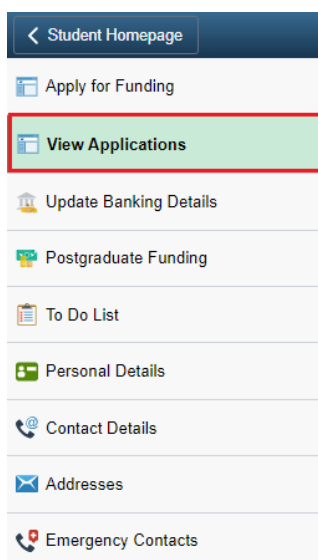 Student Homepage
Apply for Funding
View Applications
Update Banking Details
Postgraduate Funding
To Do List
Personal Details
Contact Details
Addresses
Emergency Contacts